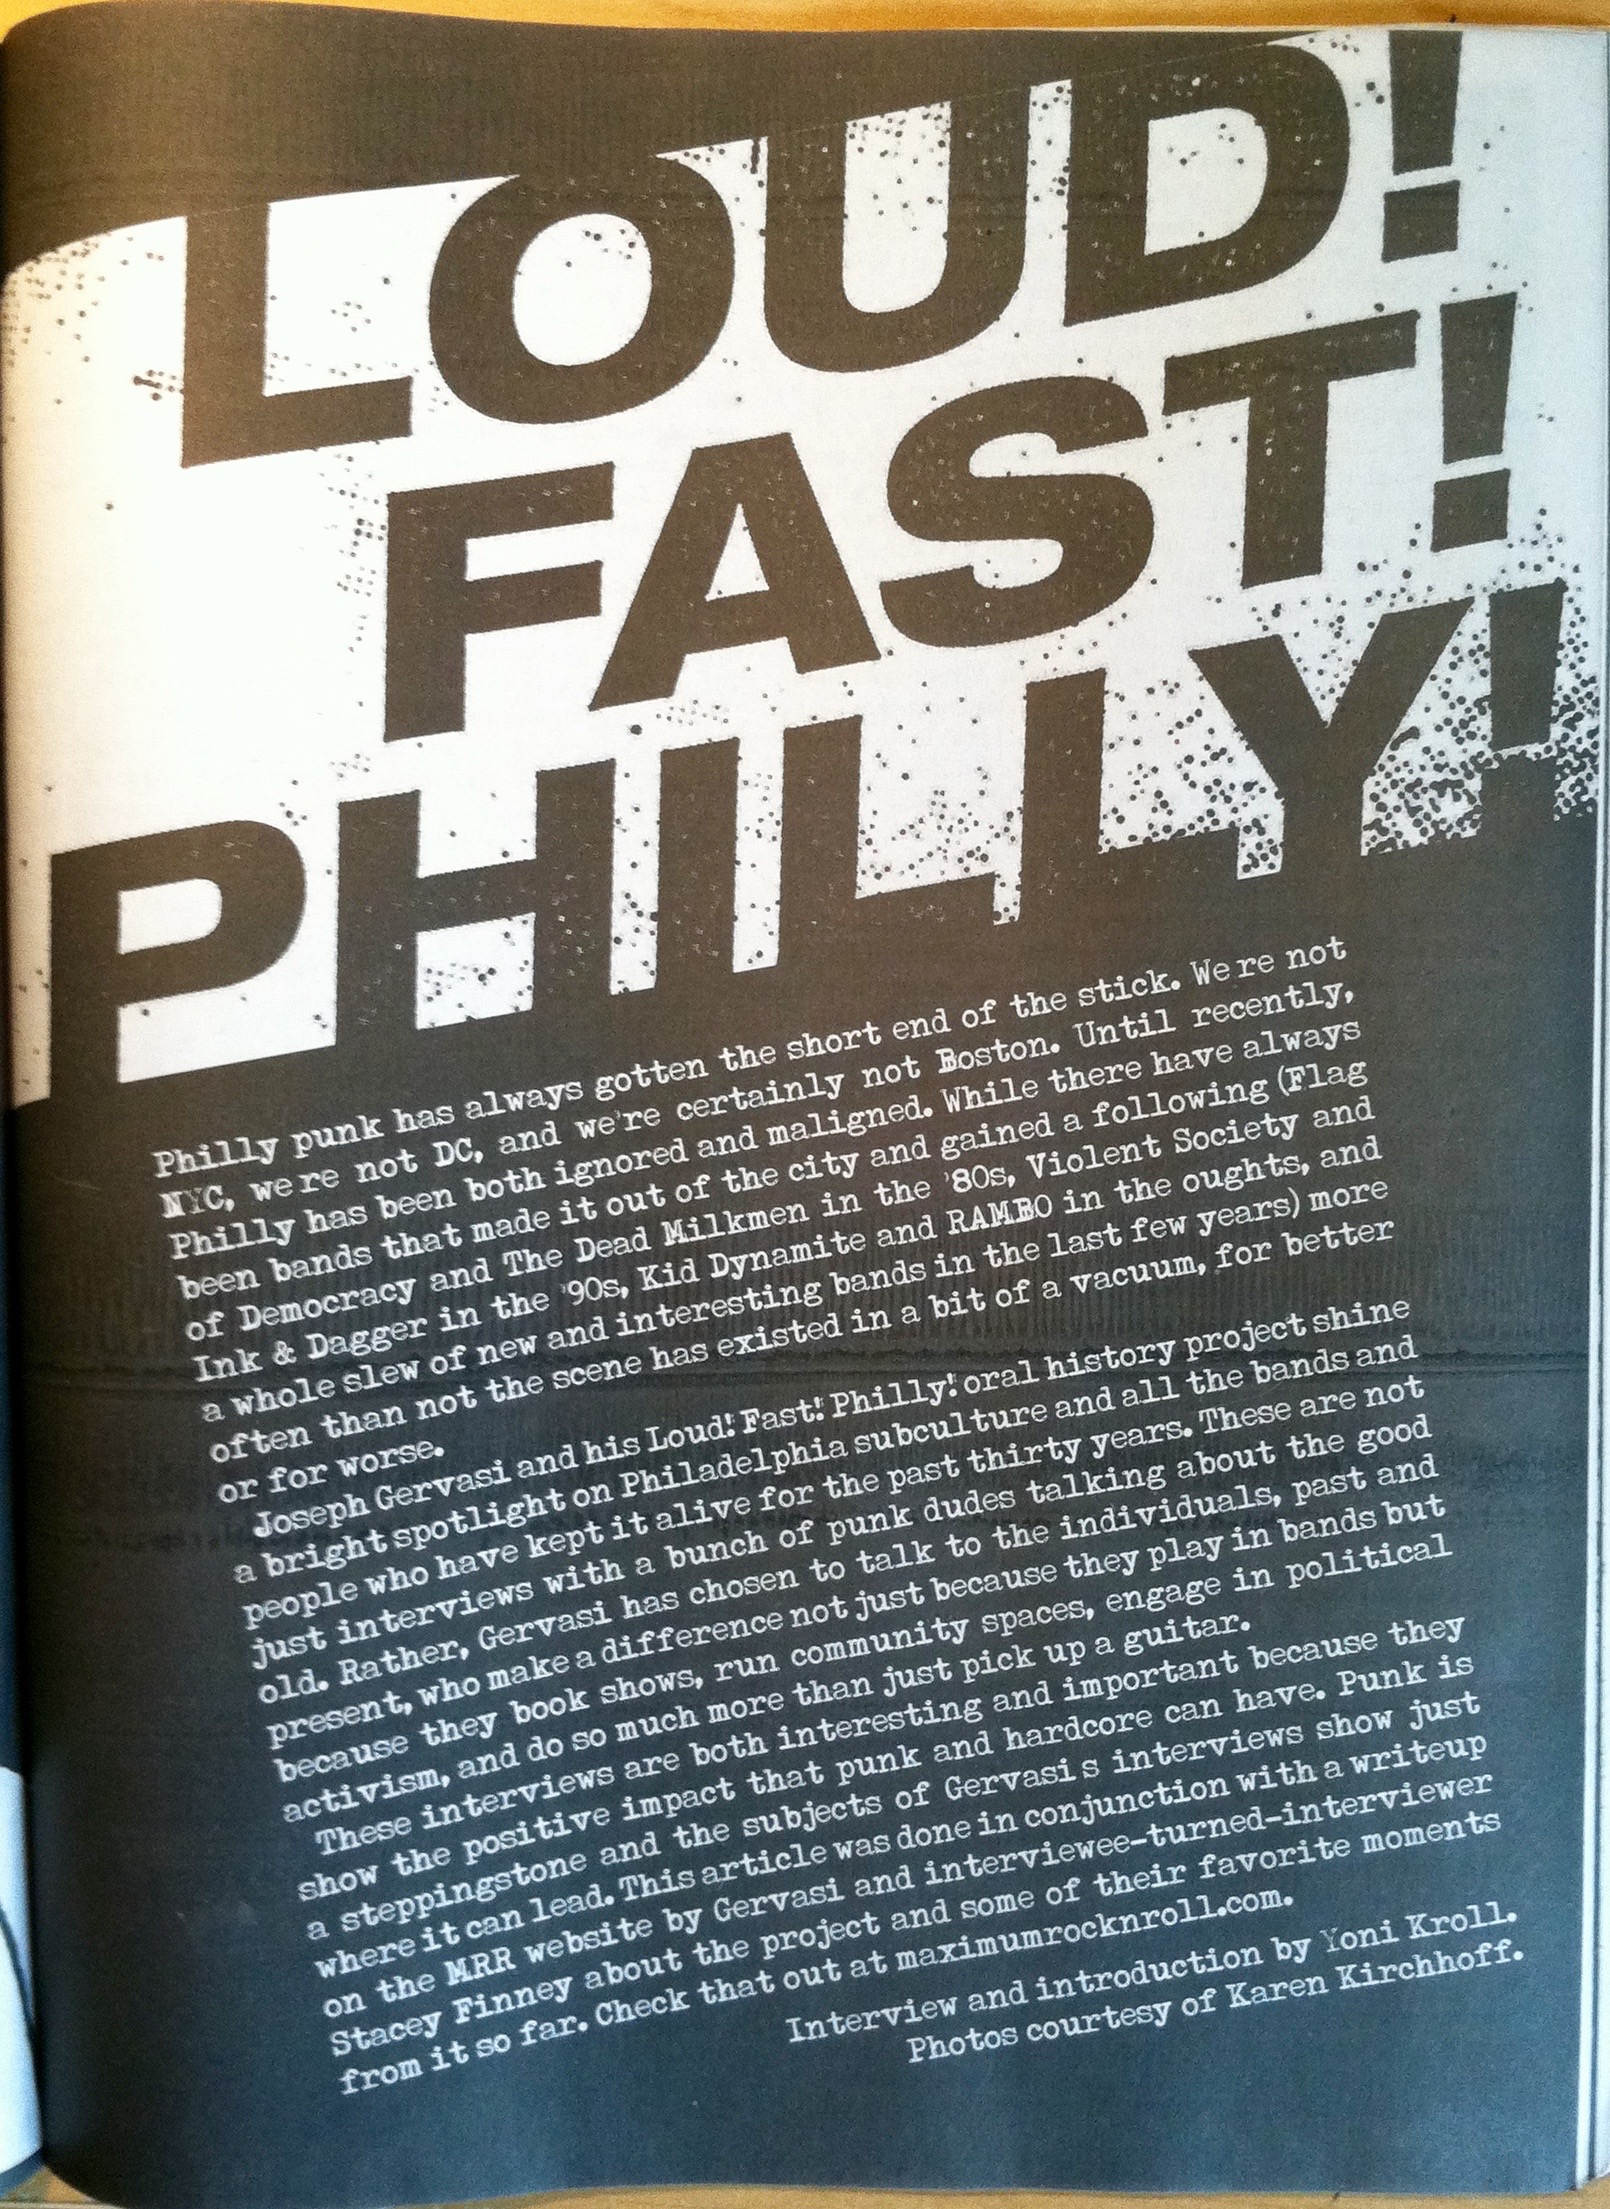 LOUD!
FAST!
PHILLY!
Philly punk has always gotten the short end of the stick. We re not
NYC, we re not DC, and we're certainly not Boston. Until recently,
Philly has been both ignored and maligned. While there have always
been bands that made it out of the city and gained a following (Flag
of Democracy and The Dead Milkmen in the '80s, Violent Society and
Ink & Dagger in the '90s, Kid Dynamite and RAMBO in the oughts, and
a whole slew of new and interesting bands in the last few years) more
often than not the scene has existed in a bit of a vacuum, for better
or for worse.
Joseph Gervasi and his Loud! Fast! Philly! oral history project shine
a bright spotlight on Philadelphia subculture and all the bands and
people who have kept it alive for the past thirty years. These are not
just interviews with a bunch of punk dudes talking about the good
old. Rather, Gervasi has chosen to talk to the individuals, past and
present, who make a difference not just because they play in bands but
because they book shows, run community spaces, engage in political
activism, and do so much more than just pick up a guitar.
These interviews are both interesting and important because they
show the positive impact that punk and hardcore can have. Punk is
a steppingstone and the subjects of Gervasi s interviews show just
where it can lead. This article was done in conjunction with a writeup
on the MRR website by Gervasi and interviewee-turned-interviewer
Stacey Finney about the project and some of their favorite moments
from it so far. Check that out at maximumrocknroll.com.
Interview and introduction by Yoni Kroll.
Photos courtesy of Karen Kirchhoff.